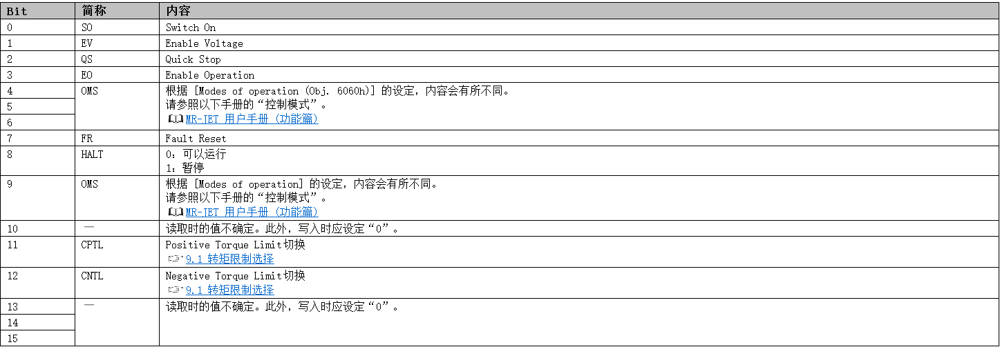 Bit 简称 内容
0 SO Switch On
1 EV Enable Voltage
2 QS Quick Stop
3 EO Enable Operation
4 OMS 根据 [Modes of operation (Obj. 6060h)] 的设定，内容会有所不同。
5 请参照以下手册的“控制模式”。
6 MR-JET 用户手册 (功能篇)
7 FR Fault Reset
8 HALT 0：可以运行
1：暂停
9 OMS 根据 [Modes of operation] 的设定，内容会有所不同。
请参照以下手册的“控制模式”。
MR-JET 用户手册 (功能篇)
10 — 读取时的值不确定。此外，写入时应设定“0”。
11 CPTL Positive Torque Limit切换
9.1 转矩限制选择
12 CNTL Negative Torque Limit切换
9.1 转矩限制选择
13 — 读取时的值不确定。此外，写入时应设定“0”。
14
15